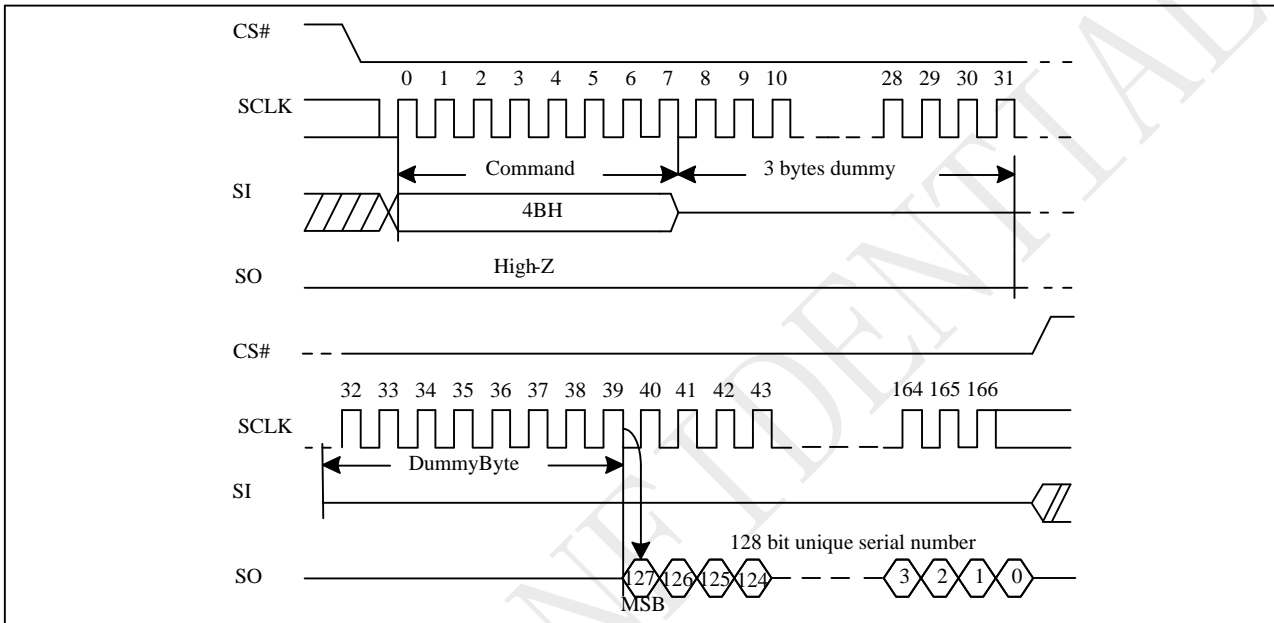 CS#
0 1 2 3 4 5 6 7 8 9 10 28 29 30 31
SCLK
Command 3 bytes dummy
SI
4BH
High-Z
SO
CS#
32 33 34 35 36 37 38 39 40 41 42 43 164 165 166
SCLK
DummyByte
SI
128 bit unique serial number
SO 127 126 125 124 3 2 1 0
MSB